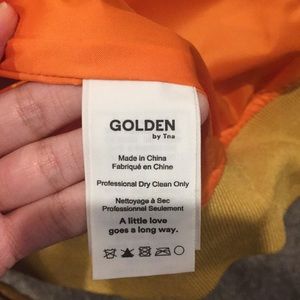 GOLDEN
by Tna
Made in China
Fabriqué en Chine
Professional Dry Clean Only
Nettoyage à Sec
Professionnel Seulement
A little love
goes a long way.